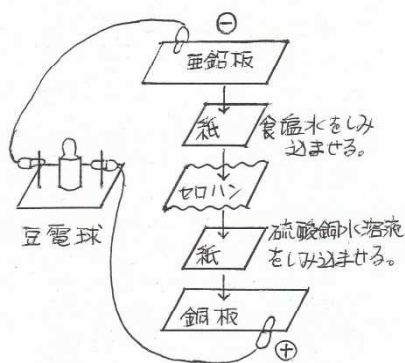 ⊖
亜鉛板
紙
食塩水をしみ
込ませる。
セロハン
豆電球
硫酸銅水溶液
をしみ込ませる。
紙
銅板
⊕